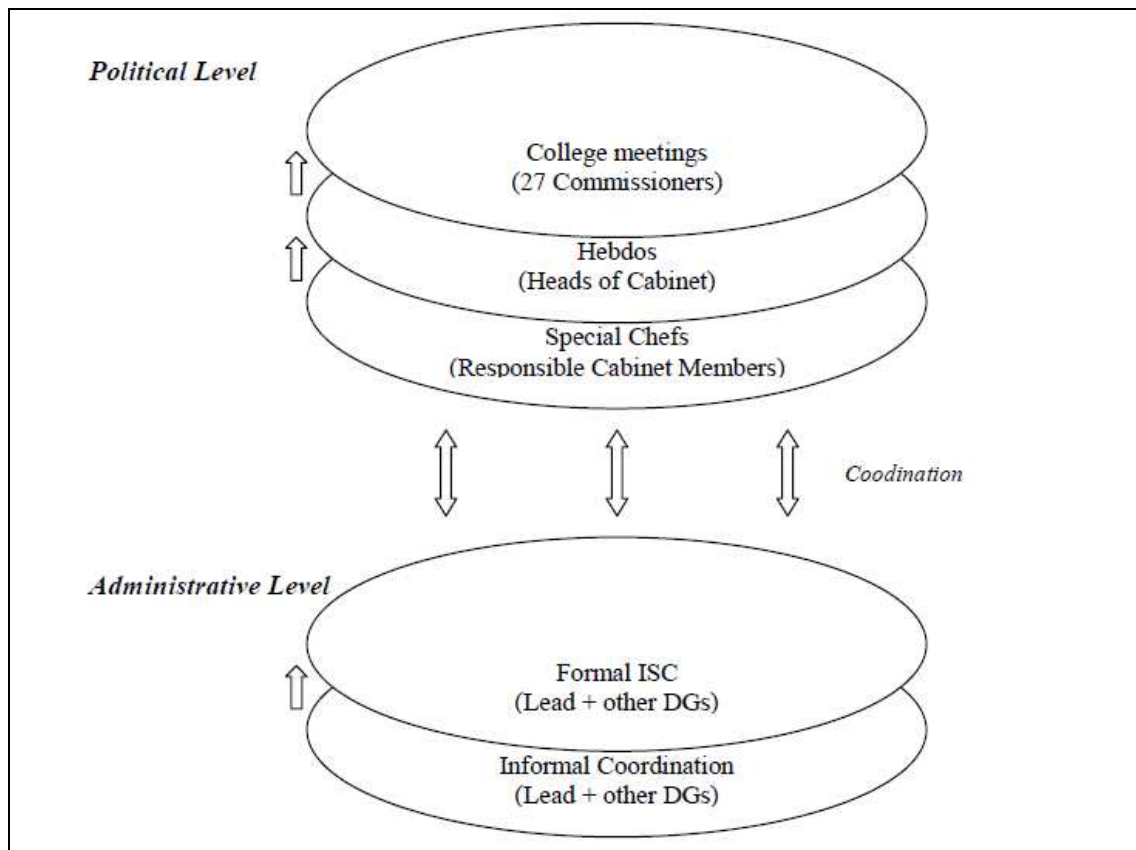 Political Level
College meetings
(27 Commissioners)
Hebdos
(Heads of Cabinet)
Special Chefs
(Responsible Cabinet Members)
Coodination
Administrative Level
Formal ISC
(Lead + other DGs)
Informal Coordination
(Lead + other DGs)